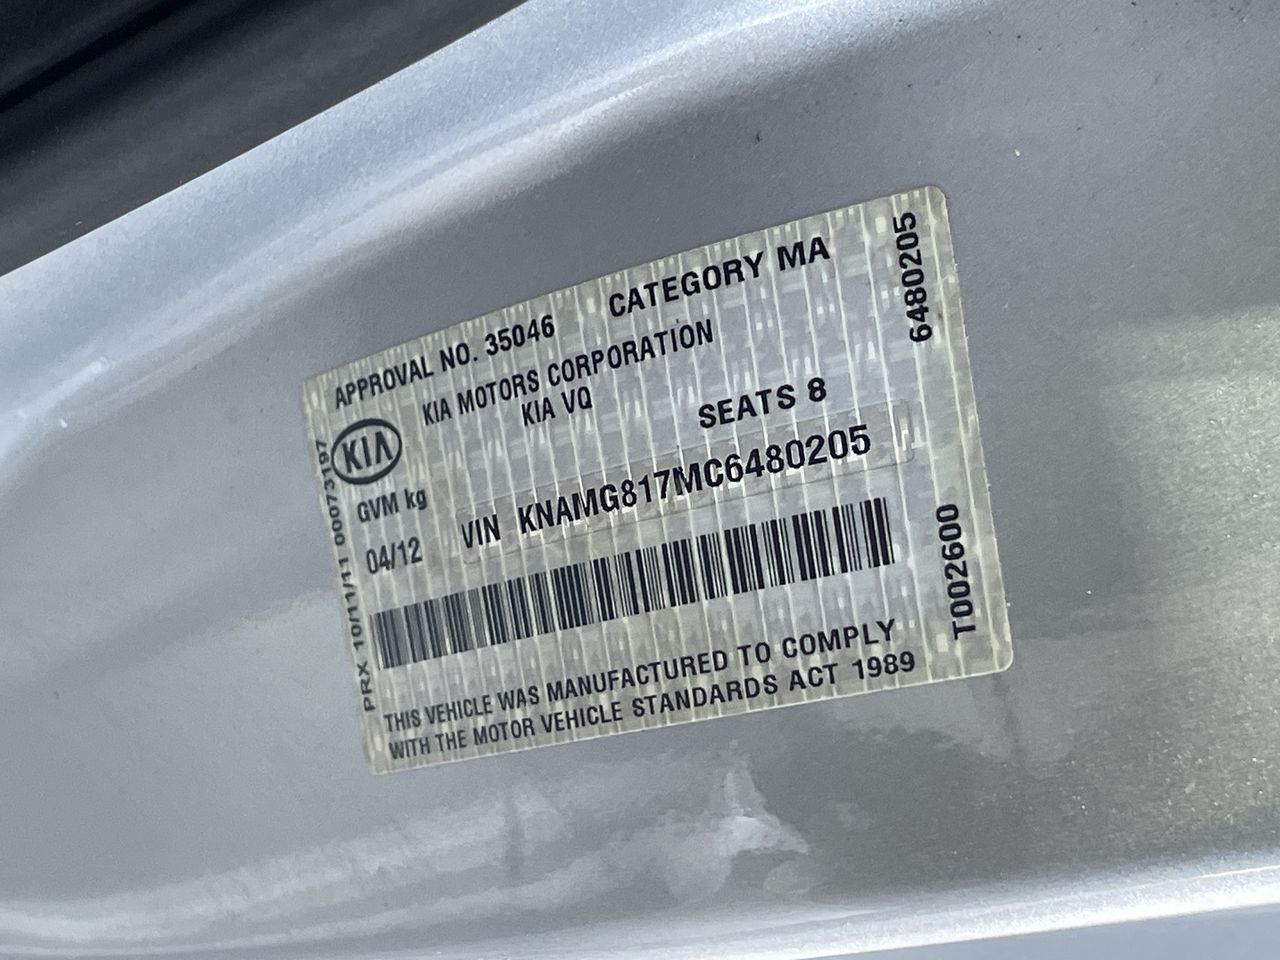 APPROVAL NO. 35046 CATEGORY MA
KIA MOTORS CORPORATION
KIA VQ
KIA
SEATS 8
GVM kg
VIN KNAMG817MC6480205
04/12
THIS VEHICLE WAS MANUFACTURED TO COMPLY
WITH THE MOTOR VEHICLE STANDARDS ACT 1989
PRX 10/11/11 00073197
6480205
T002600